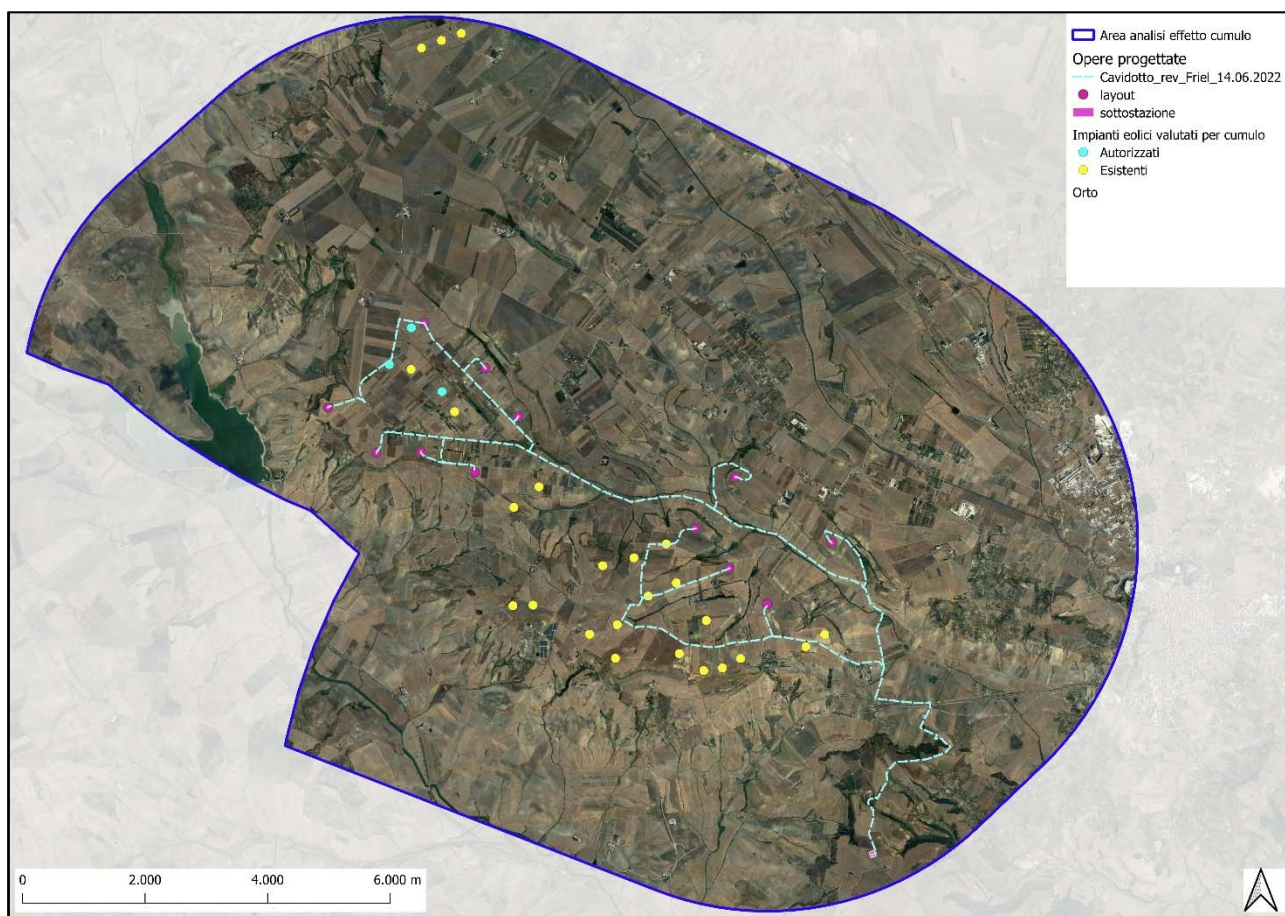 Area analisi effetto cumulo
Opere progettate
Cavidotto_rev_Friel_14.06.2022
layout
sottostazione
Impianti eolici valutati per cumulo
Autorizzati
Esistenti
Orto
0 2.000 4.000 6.000 m